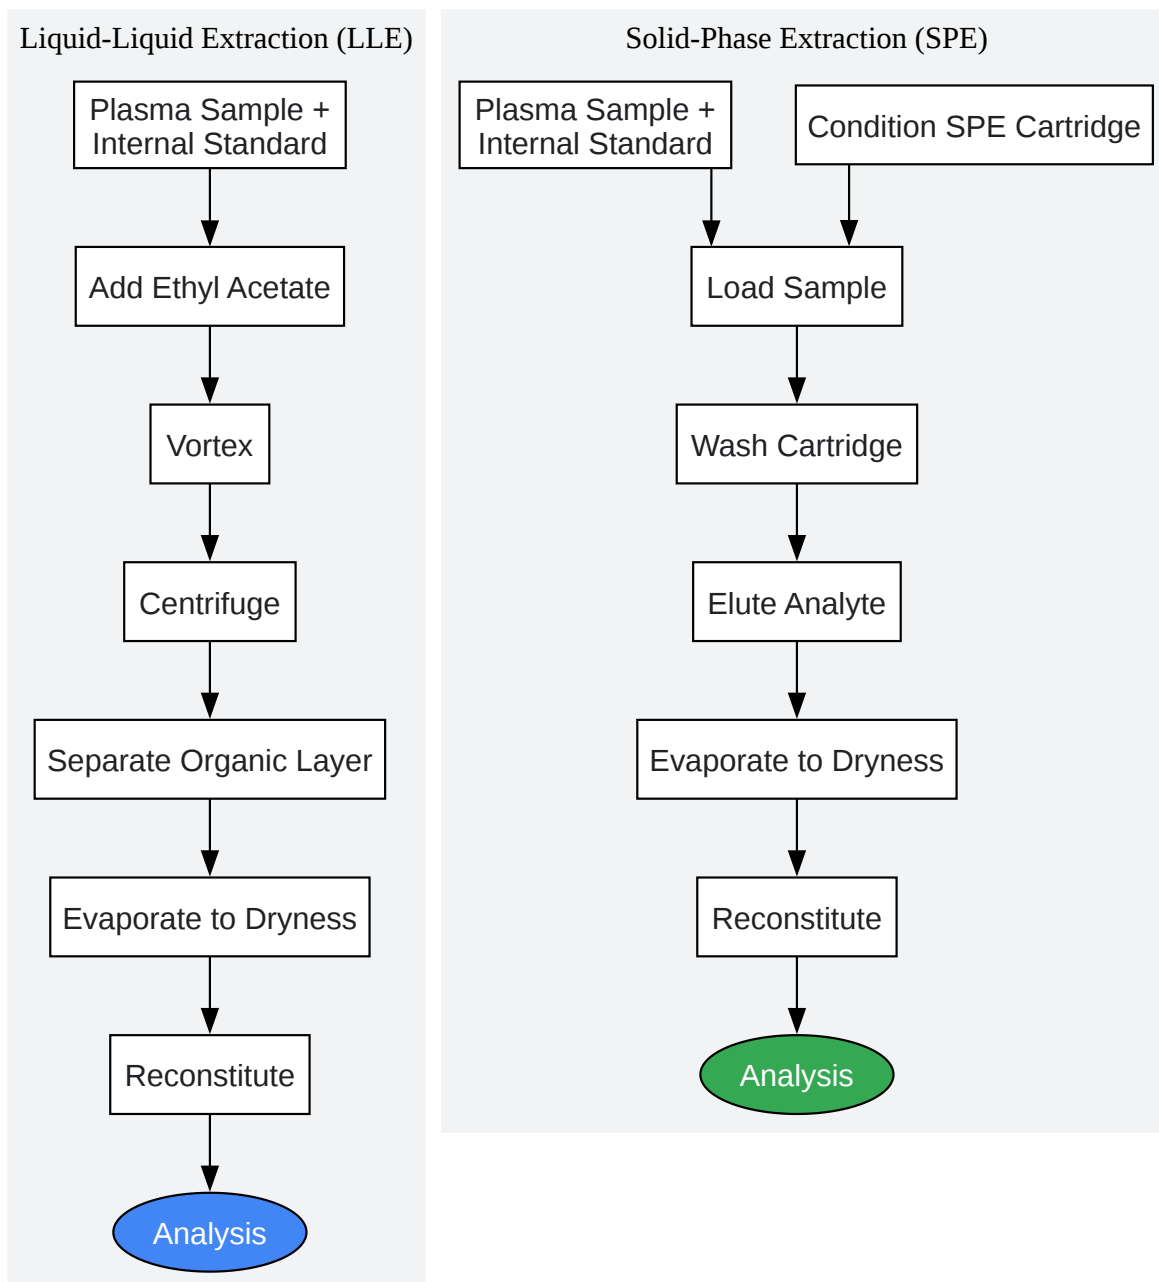 Liquid-Liquid Extraction (LLE)
Plasma Sample +
Internal Standard
Add Ethyl Acetate
Vortex
Centrifuge
Separate Organic Layer
Evaporate to Dryness
Reconstitute
Analysis
Solid-Phase Extraction (SPE)
Plasma Sample +
Internal Standard
Condition SPE Cartridge
Load Sample
Wash Cartridge
Elute Analyte
Evaporate to Dryness
Reconstitute
Analysis